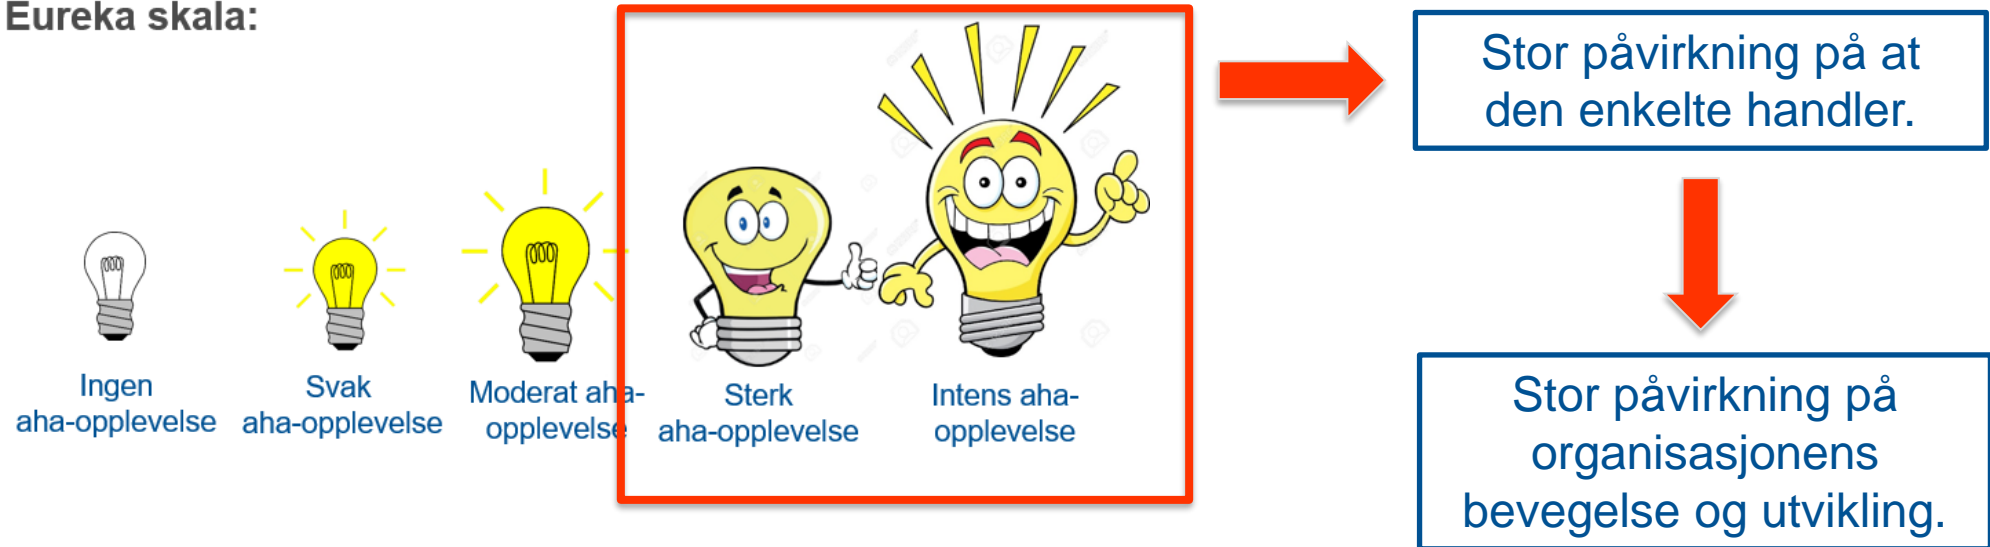 Eureka skala:
Stor påvirkning på at
den enkelte handler.
Ingen
aha-opplevelse
Svak
aha-opplevelse
Moderat aha-
opplevelse
Sterk
aha-opplevelse
Intens aha-
opplevelse
Stor påvirkning på
organisasjonens
bevegelse og utvikling.